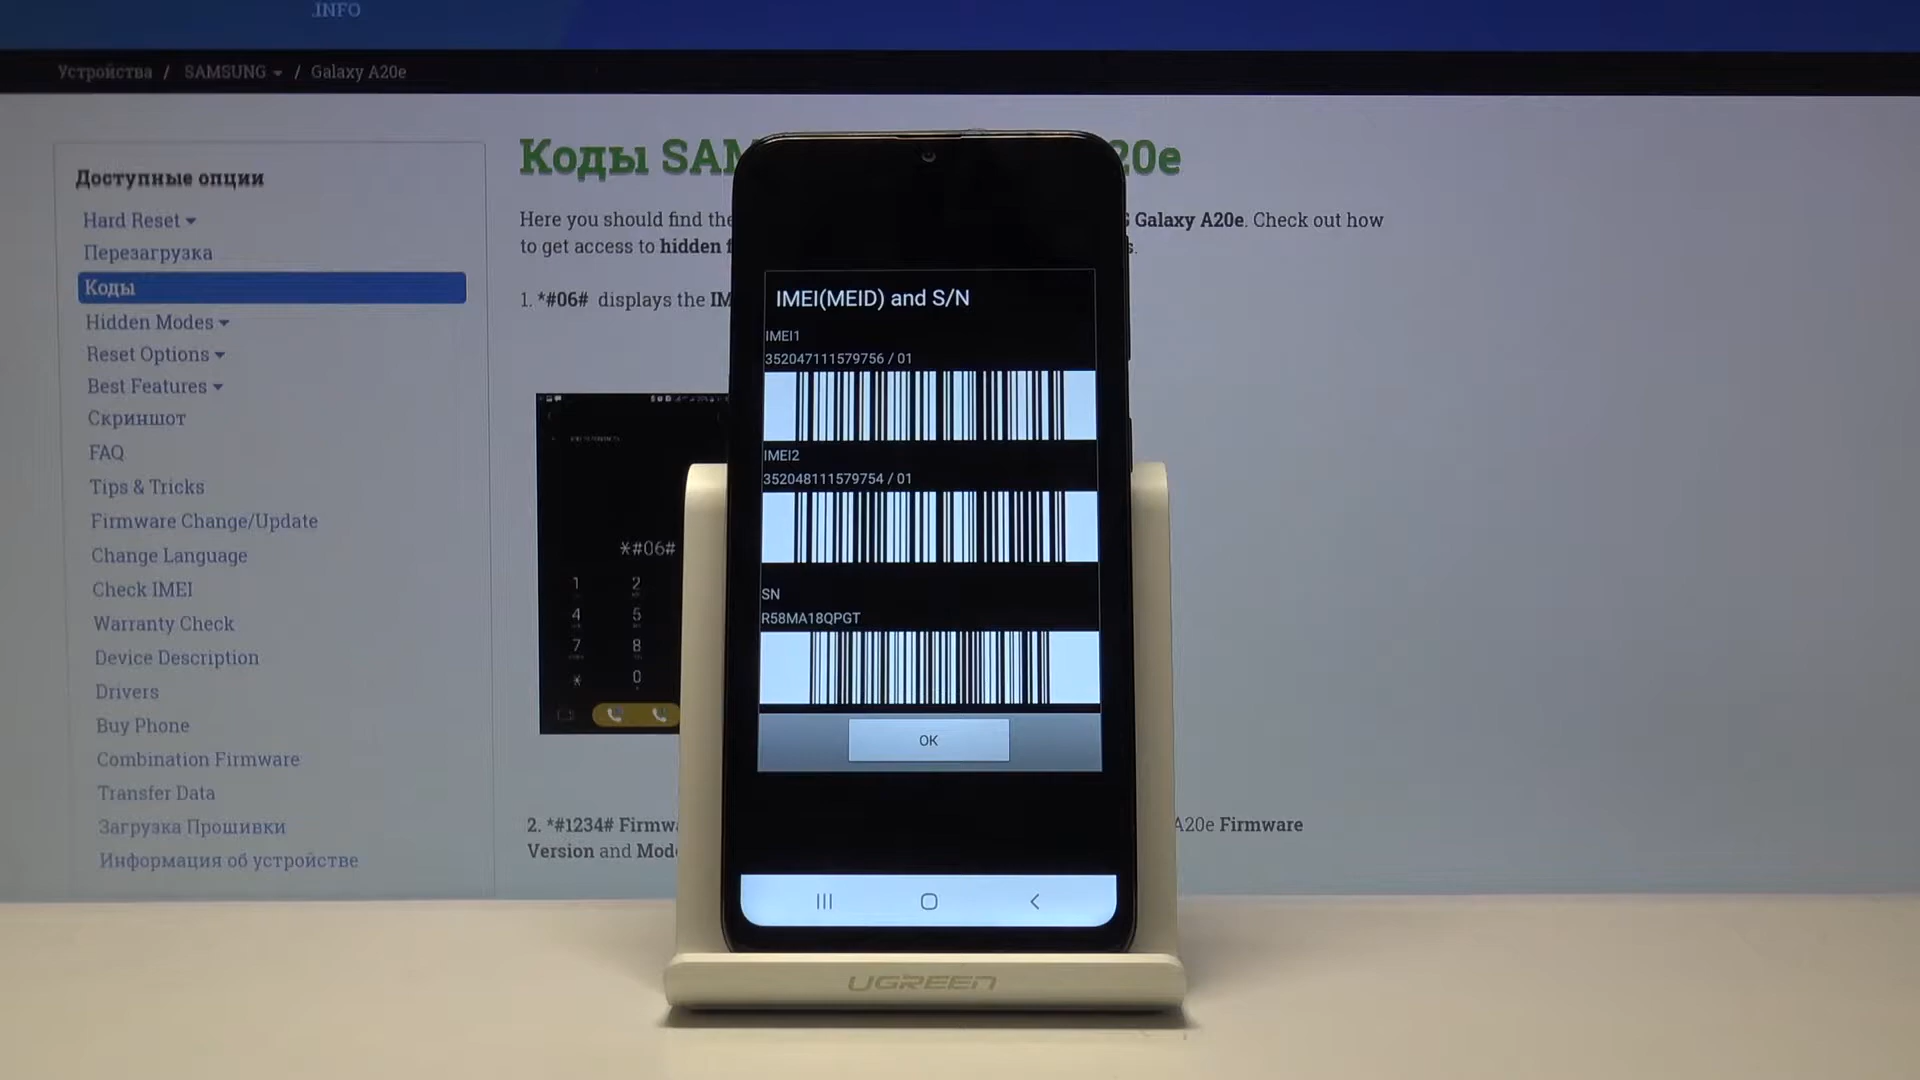 .INFO
Устройства / SAMSUNG / Galaxy A20e
Доступные опции
Hard Reset
Перезагрузка
Коды
Hidden Modes
Reset Options
Best Features
Скриншот
FAQ
Tips & Tricks
Firmware Change/Update
Change Language
Check IMEI
Warranty Check
Device Description
Drivers
Buy Phone
Combination Firmware
Transfer Data
Загрузка Прошивки
Информация об устройстве
Коды SAM 20e
Here you should find the Galaxy A20e. Check out how
to get access to hidden
1. *#06# displays the IM
*#06#
1 2
4 5
7 8
* 0
2. *#1234# Firmw A20e Firmware
Version and Mod
IMEI(MEID) and S/N
IMEI1
352047111579756 / 01
IMEI2
352048111579754 / 01
SN
R58MA18QPGT
OK
UGREEN